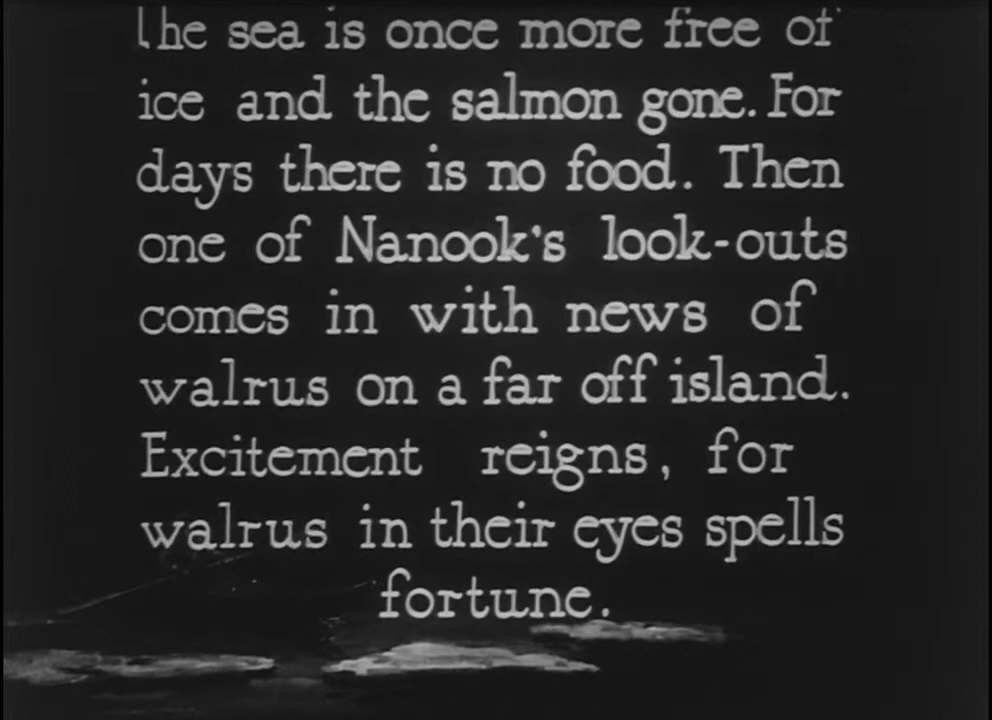 The sea is once more free of
ice and the salmon gone. For
days there is no food. Then
one of Nanook's look-outs
comes in with news of
walrus on a far off island.
Excitement reigns, for
walrus in their eyes spells
fortune.